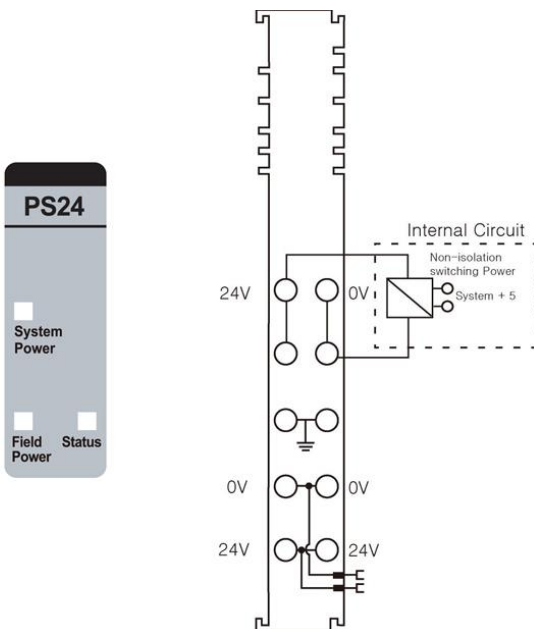 PS24
System
Power
Field
Power
Status
Internal Circuit
Non-isolation
switching Power
System + 5
24V
0V
0V
0V
24V
24V